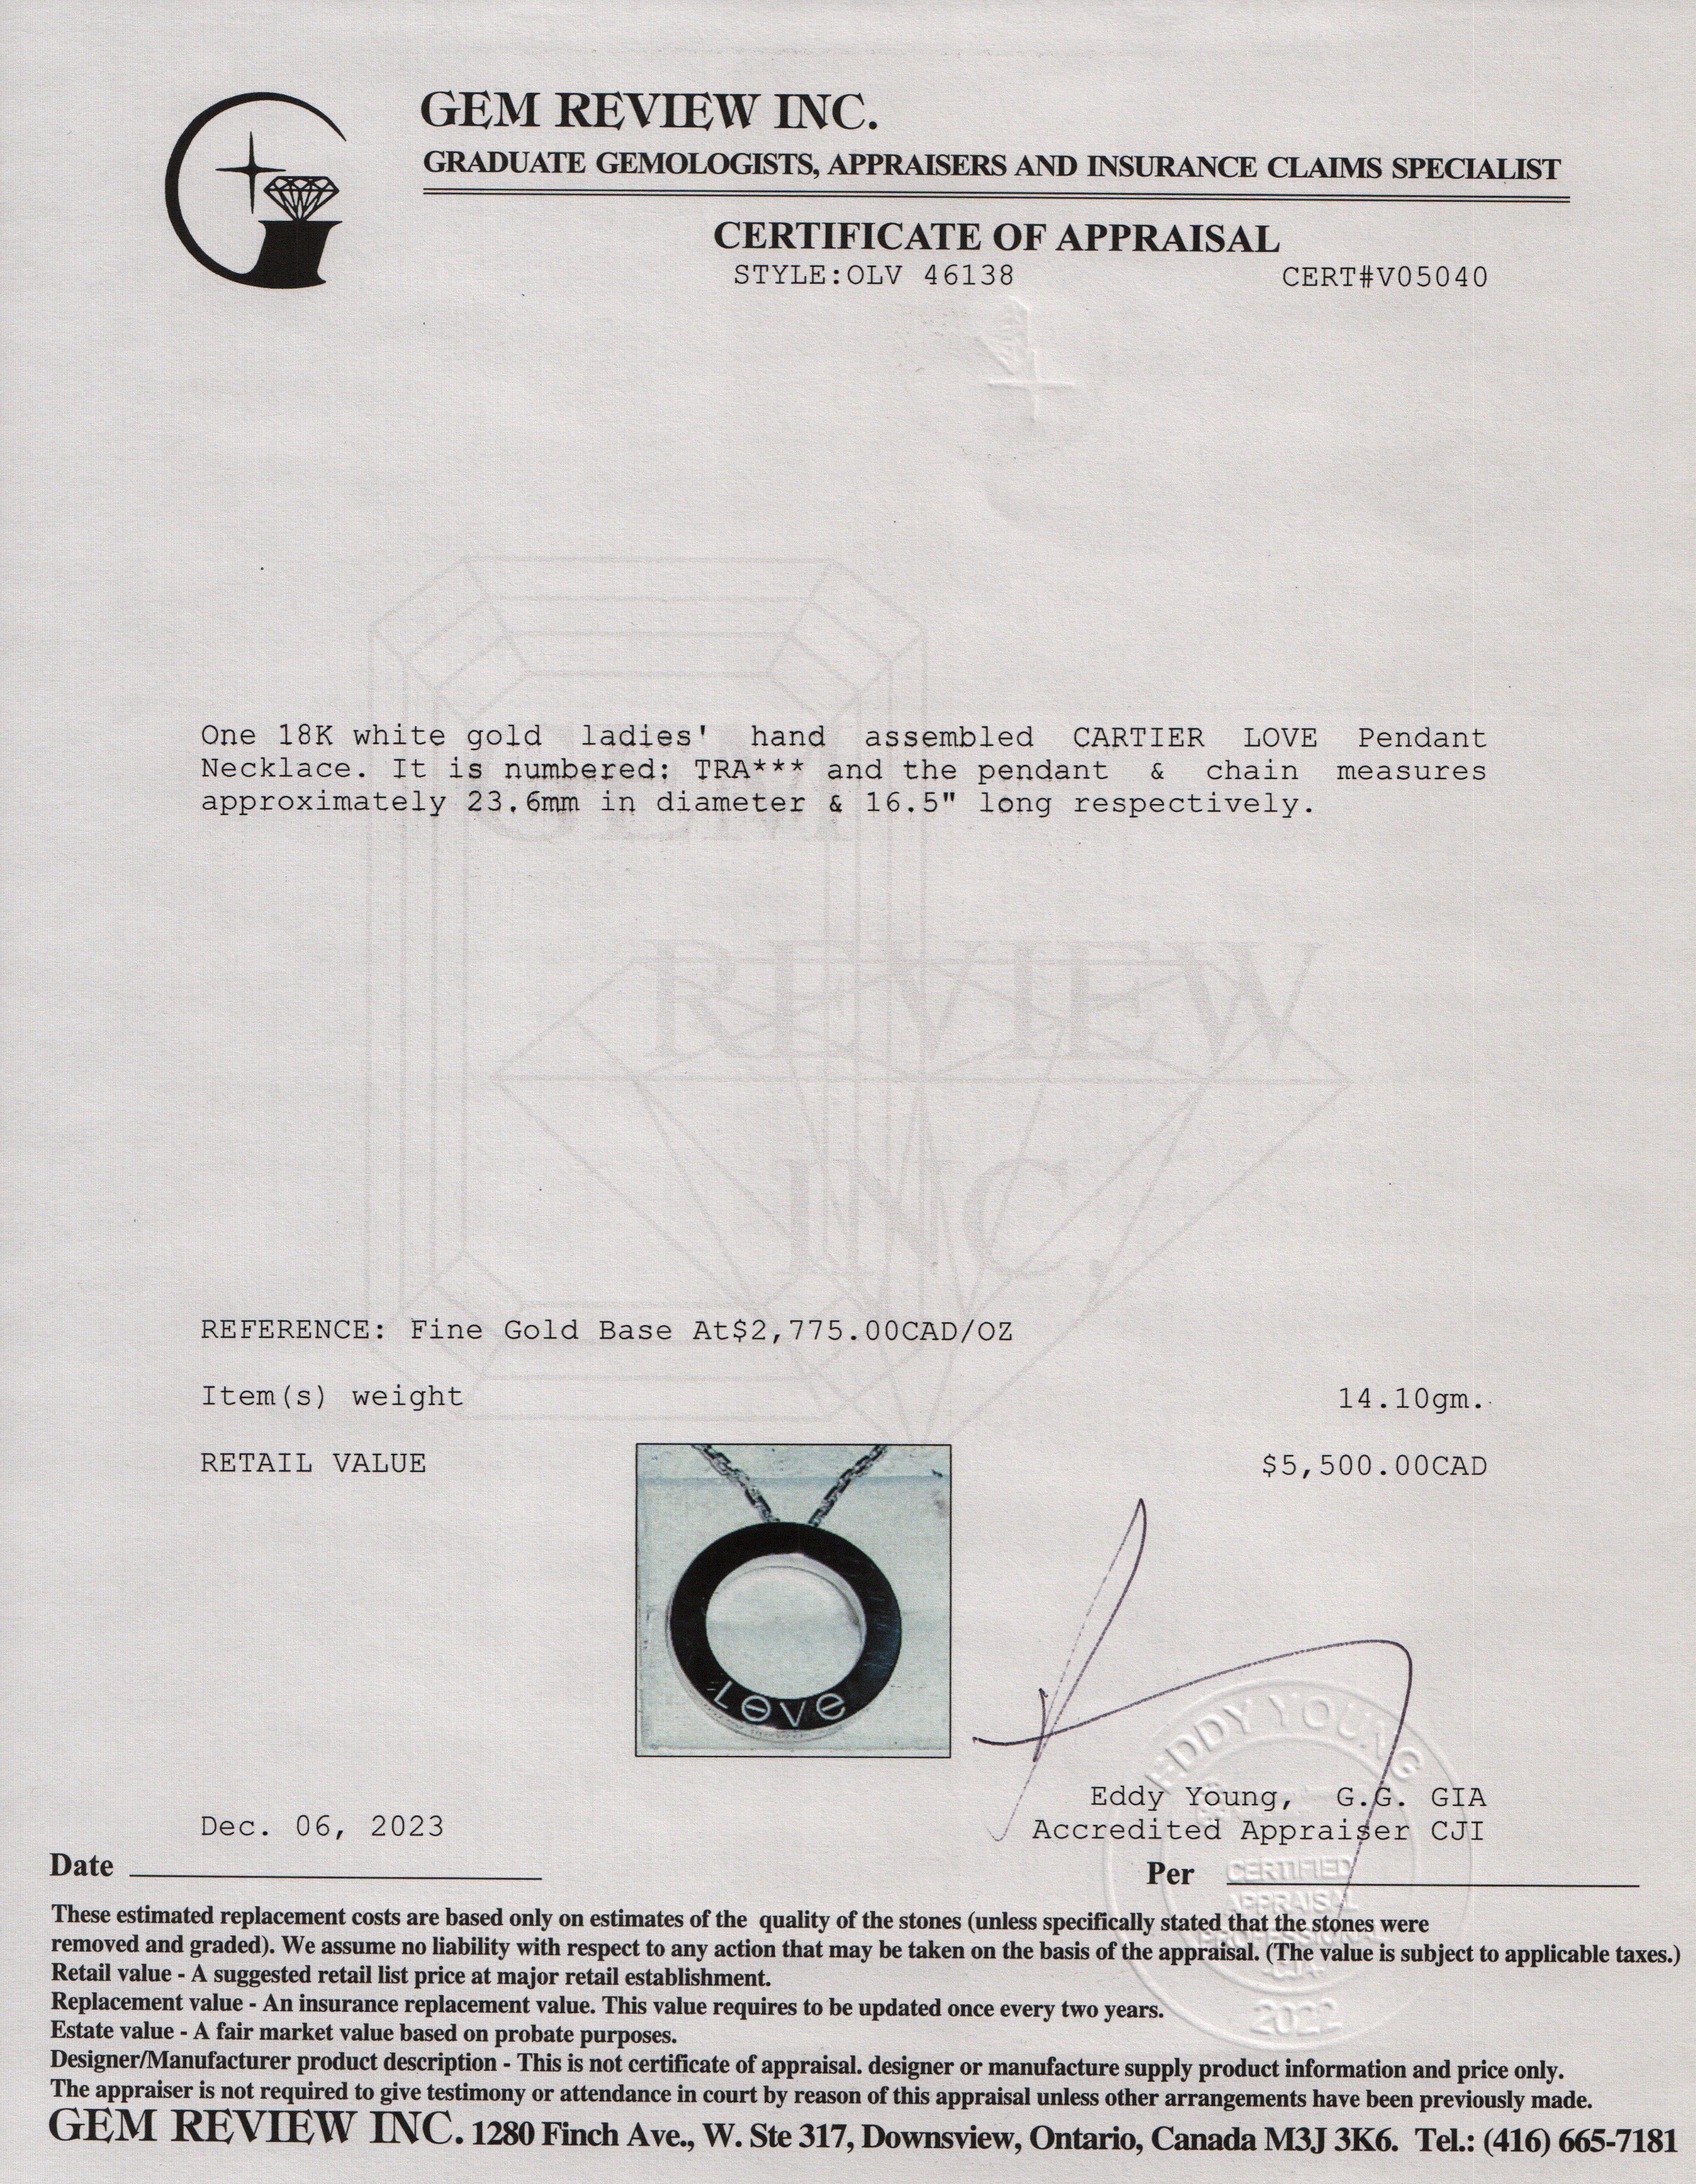 GEM REVIEW INC.
GRADUATE GEMOLOGISTS, APPRAISERS AND INSURANCE CLAIMS SPECIALIST
CERTIFICATE OF APPRAISAL
STYLE:OLV 46138
CERT#V05040
One 18K white gold ladies' hand assembled CARTIER LOVE Pendant
Necklace. It is numbered: TRA*** and the pendant & chain measures
approximately 23.6mm in diameter & 16.5" long respectively.
GEM
REVIEW
INC.
REFERENCE: Fine Gold Base At$2,775.00CAD/OZ
Item(s) weight 14.10gm.
RETAIL VALUE $5,500.00CAD
LOVE
EDDY YOUNG
Eddy Young, G.G. GIA
Accredited Appraiser CJI
Dec. 06, 2023
Date
Per
CERTIFIED
APPRAISAL
PROFESSIONAL
2022
These estimated replacement costs are based only on estimates of the quality of the stones (unless specifically stated that the stones were
removed and graded). We assume no liability with respect to any action that may be taken on the basis of the appraisal. (The value is subject to applicable taxes.)
Retail value - A suggested retail list price at major retail establishment.
Replacement value - An insurance replacement value. This value requires to be updated once every two years.
Estate value - A fair market value based on probate purposes.
Designer/Manufacturer product description - This is not certificate of appraisal. designer or manufacture supply product information and price only.
The appraiser is not required to give testimony or attendance in court by reason of this appraisal unless other arrangements have been previously made.
GEM REVIEW INC. 1280 Finch Ave., W. Ste 317, Downsview, Ontario, Canada M3J 3K6. Tel.: (416) 665-7181